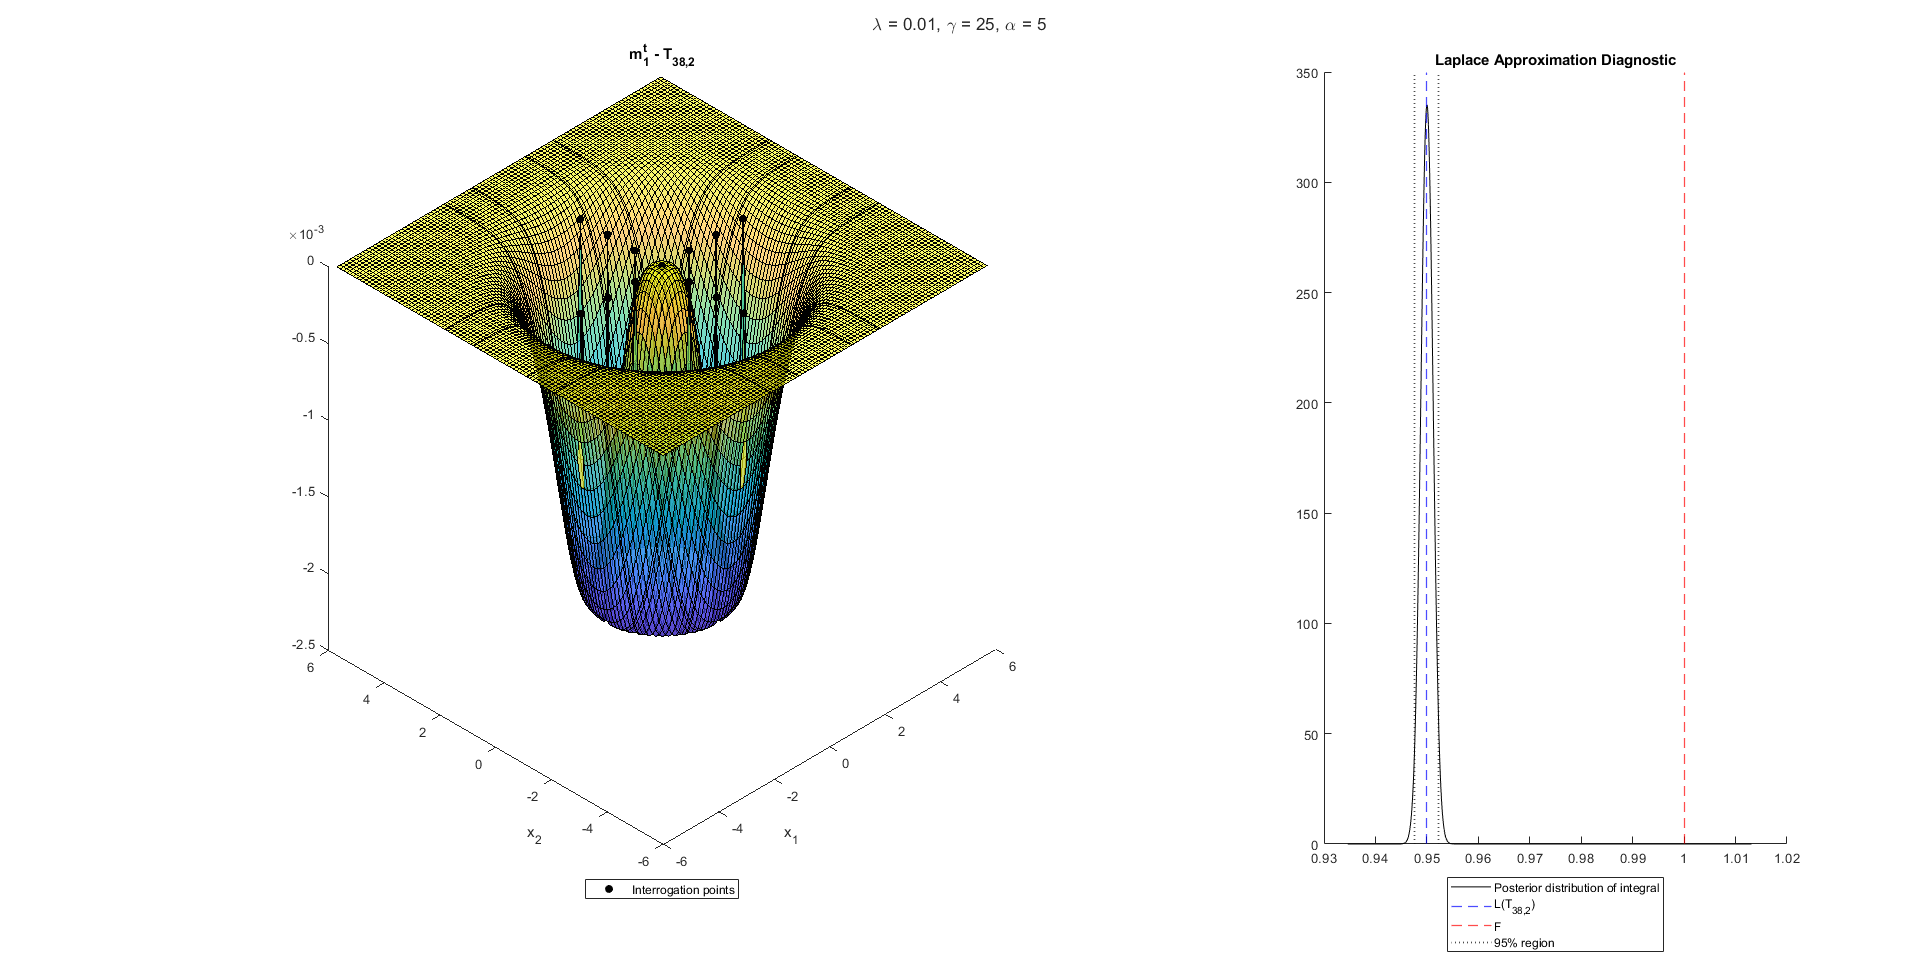 λ = 0.01, γ = 25, α = 5
m₁ᵗ - T₃₈,₂
×10⁻³
0
-0.5
-1
-1.5
-2
-2.5
6
4
2
0
-2
-4
-6
x₂
-6
-4
-2
0
2
4
6
x₁
Interrogation points
Laplace Approximation Diagnostic
350
300
250
200
150
100
50
0
0.93 0.94 0.95 0.96 0.97 0.98 0.99 1 1.01 1.02
Posterior distribution of integral
L(T₃₈,₂)
F
95% region